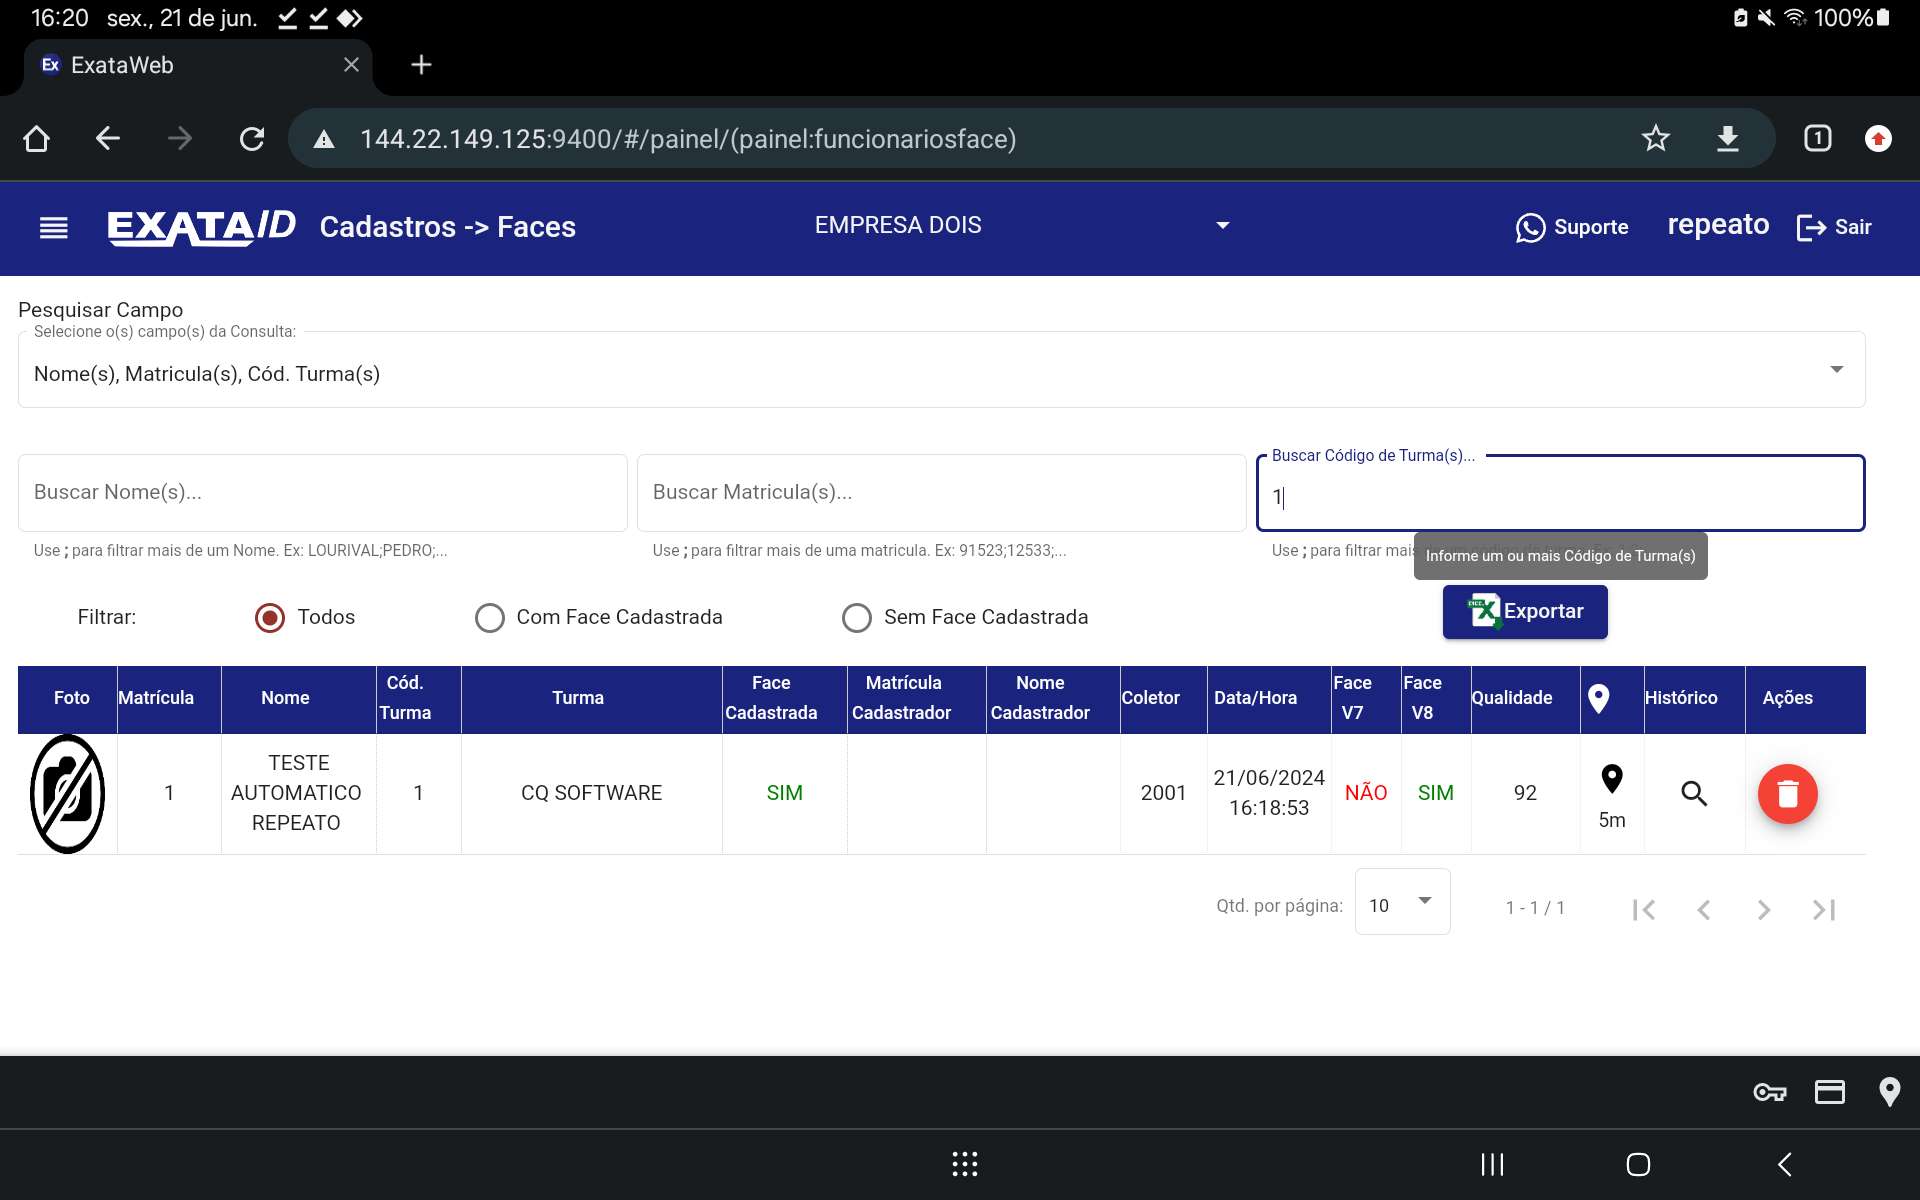 16:20 sex., 21 de jun. 100%
Ex ExataWeb
144.22.149.125:9400/#/painel/(painel:funcionariosface) 1
EXATA/ID Cadastros -> Faces EMPRESA DOIS Suporte repeato Sair
Pesquisar Campo
Selecione o(s) campo(s) da Consulta:
Nome(s), Matricula(s), Cód. Turma(s)
Buscar Código de Turma(s)...
Buscar Nome(s)... Buscar Matricula(s)... 1
Use ; para filtrar mais de um Nome. Ex: LOURIVAL;PEDRO;... Use ; para filtrar mais de uma matricula. Ex: 91523;12533;... Use ; para filtrar mais
Informe um ou mais Código de Turma(s)
Filtrar: Todos Com Face Cadastrada Sem Face Cadastrada Exportar
Foto Matrícula Nome Cód. Turma Turma Face Cadastrada Matrícula Cadastrador Nome Cadastrador Coletor Data/Hora Face V7 Face V8 Qualidade Histórico Ações
1 TESTE AUTOMATICO REPEATO 1 CQ SOFTWARE SIM 2001 21/06/2024 16:18:53 NÃO SIM 92 5m
Qtd. por página: 10 1 - 1 / 1